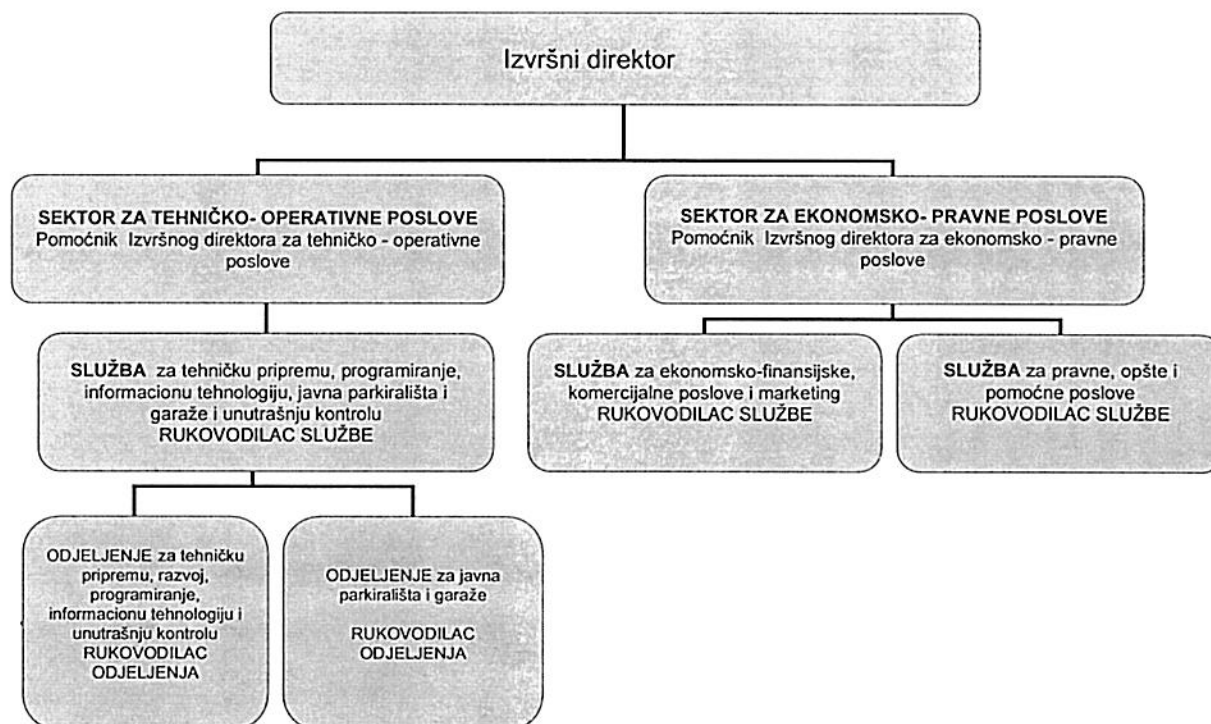 Izvršni direktor
SEKTOR ZA TEHNIČKO- OPERATIVNE POSLOVE
Pomoćnik Izvršnog direktora za tehničko - operativne
poslove
SEKTOR ZA EKONOMSKO- PRAVNE POSLOVE
Pomoćnik Izvršnog direktora za ekonomsko - pravne
poslove
SLUŽBA za tehničku pripremu, programiranje,
informacionu tehnologiju, javna parkirališta i
garaže i unutrašnju kontrolu
RUKOVODILAC SLUŽBE
SLUŽBA za ekonomsko-finansijske,
komercijalne poslove i marketing
RUKOVODILAC SLUŽBE
SLUŽBA za pravne, opšte i
pomoćne poslove
RUKOVODILAC SLUŽBE
ODJELJENJE za tehničku
pripremu, razvoj,
programiranje,
informacionu tehnologiju i
unutrašnju kontrolu
RUKOVODILAC
ODJELJENJA
ODJELJENJE za javna
parkirališta i garaže
RUKOVODILAC
ODJELJENJA